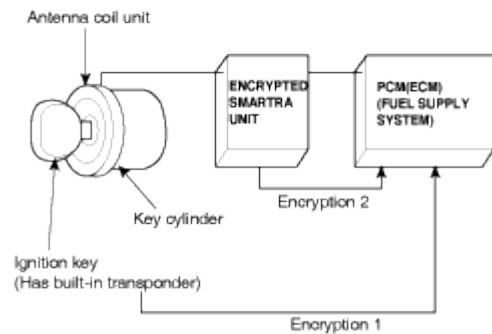 Antenna coil unit
ENCRYPTED
SMARTRA
UNIT
PCM(ECM)
(FUEL SUPPLY
SYSTEM)
Encryption 2
Key cylinder
Ignition key
(Has built-in transponder)
Encryption 1